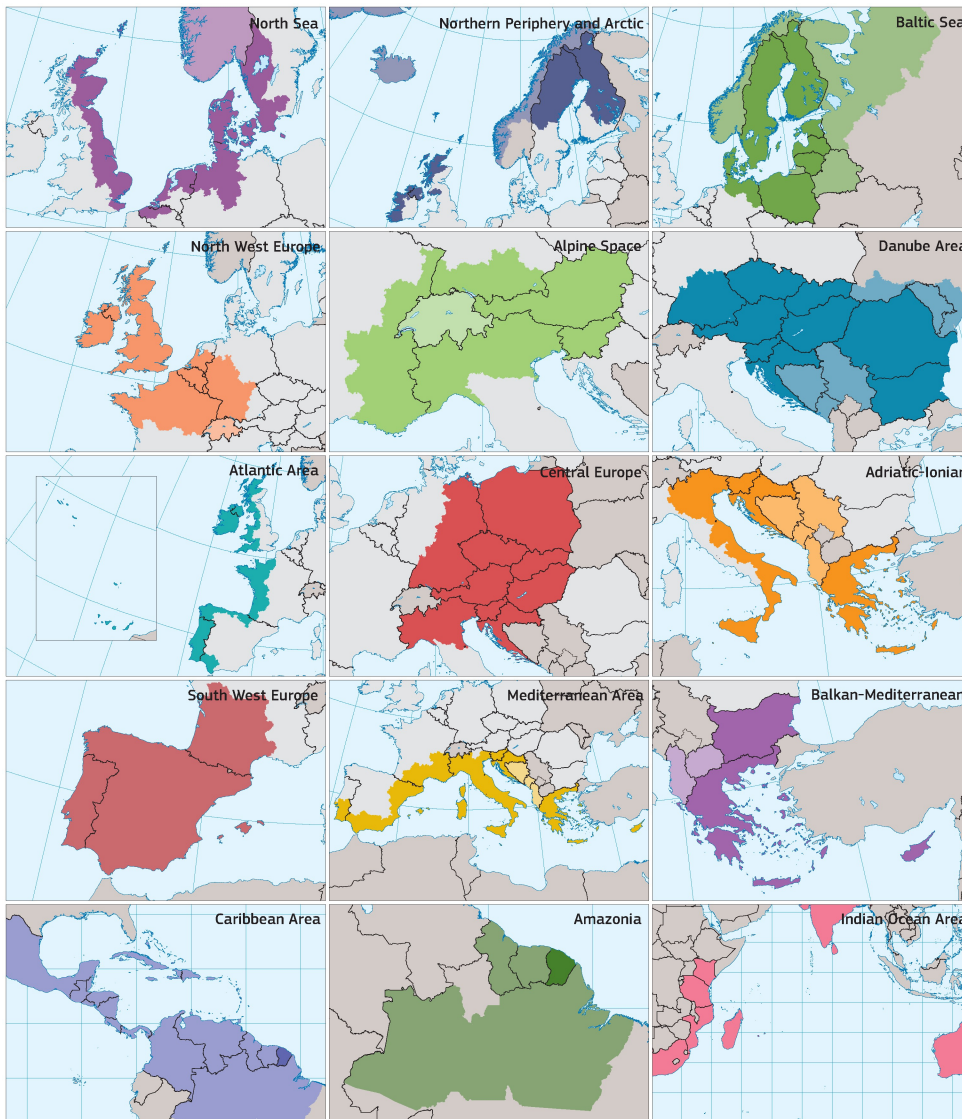 North Sea
Northern Periphery and Arctic
Baltic Sea
North West Europe
Alpine Space
Danube Area
Atlantic Area
Central Europe
Adriatic-Ionian
South West Europe
Mediterranean Area
Balkan-Mediterranean
Caribbean Area
Amazonia
Indian Ocean Area